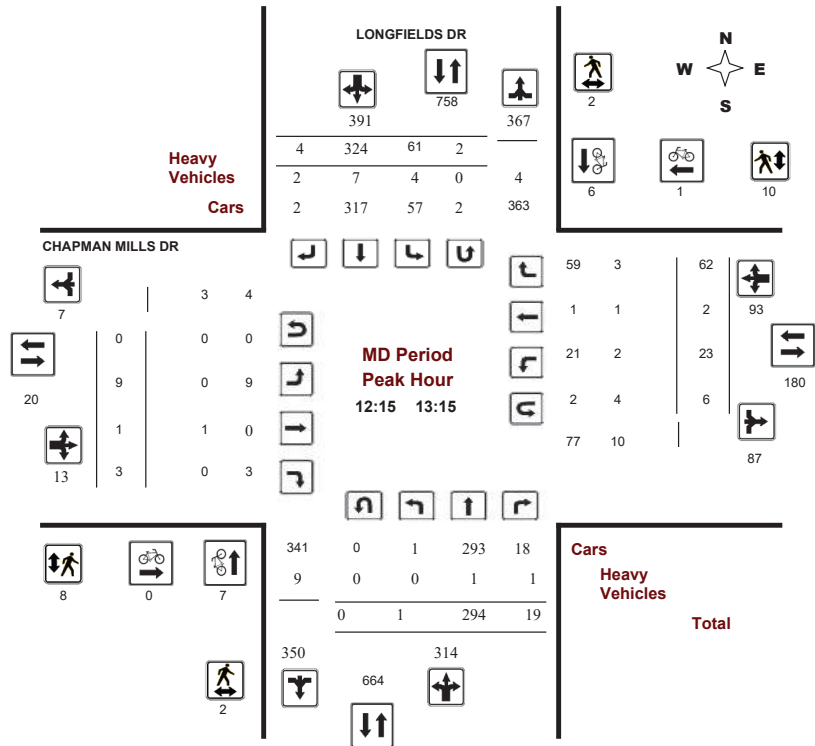 LONGFIELDS DR
N
W E
S
758
2
391
367
4 324 61 2
Heavy
Vehicles
2 7 4 0 4
Cars
2 317 57 2 363
6 1 10
CHAPMAN MILLS DR
7
3 4
59 3 62
93
0 0 0
1 1 2
MD Period
Peak Hour
12:15 13:15
20
9 0 9
21 2 23
180
2 4 6
1 1 0
13
3 0 3
77 10
87
341 0 1 293 18
Cars
9 0 0 1 1
Heavy
Vehicles
8 0 7
0 1 294 19
Total
350 314
664
2